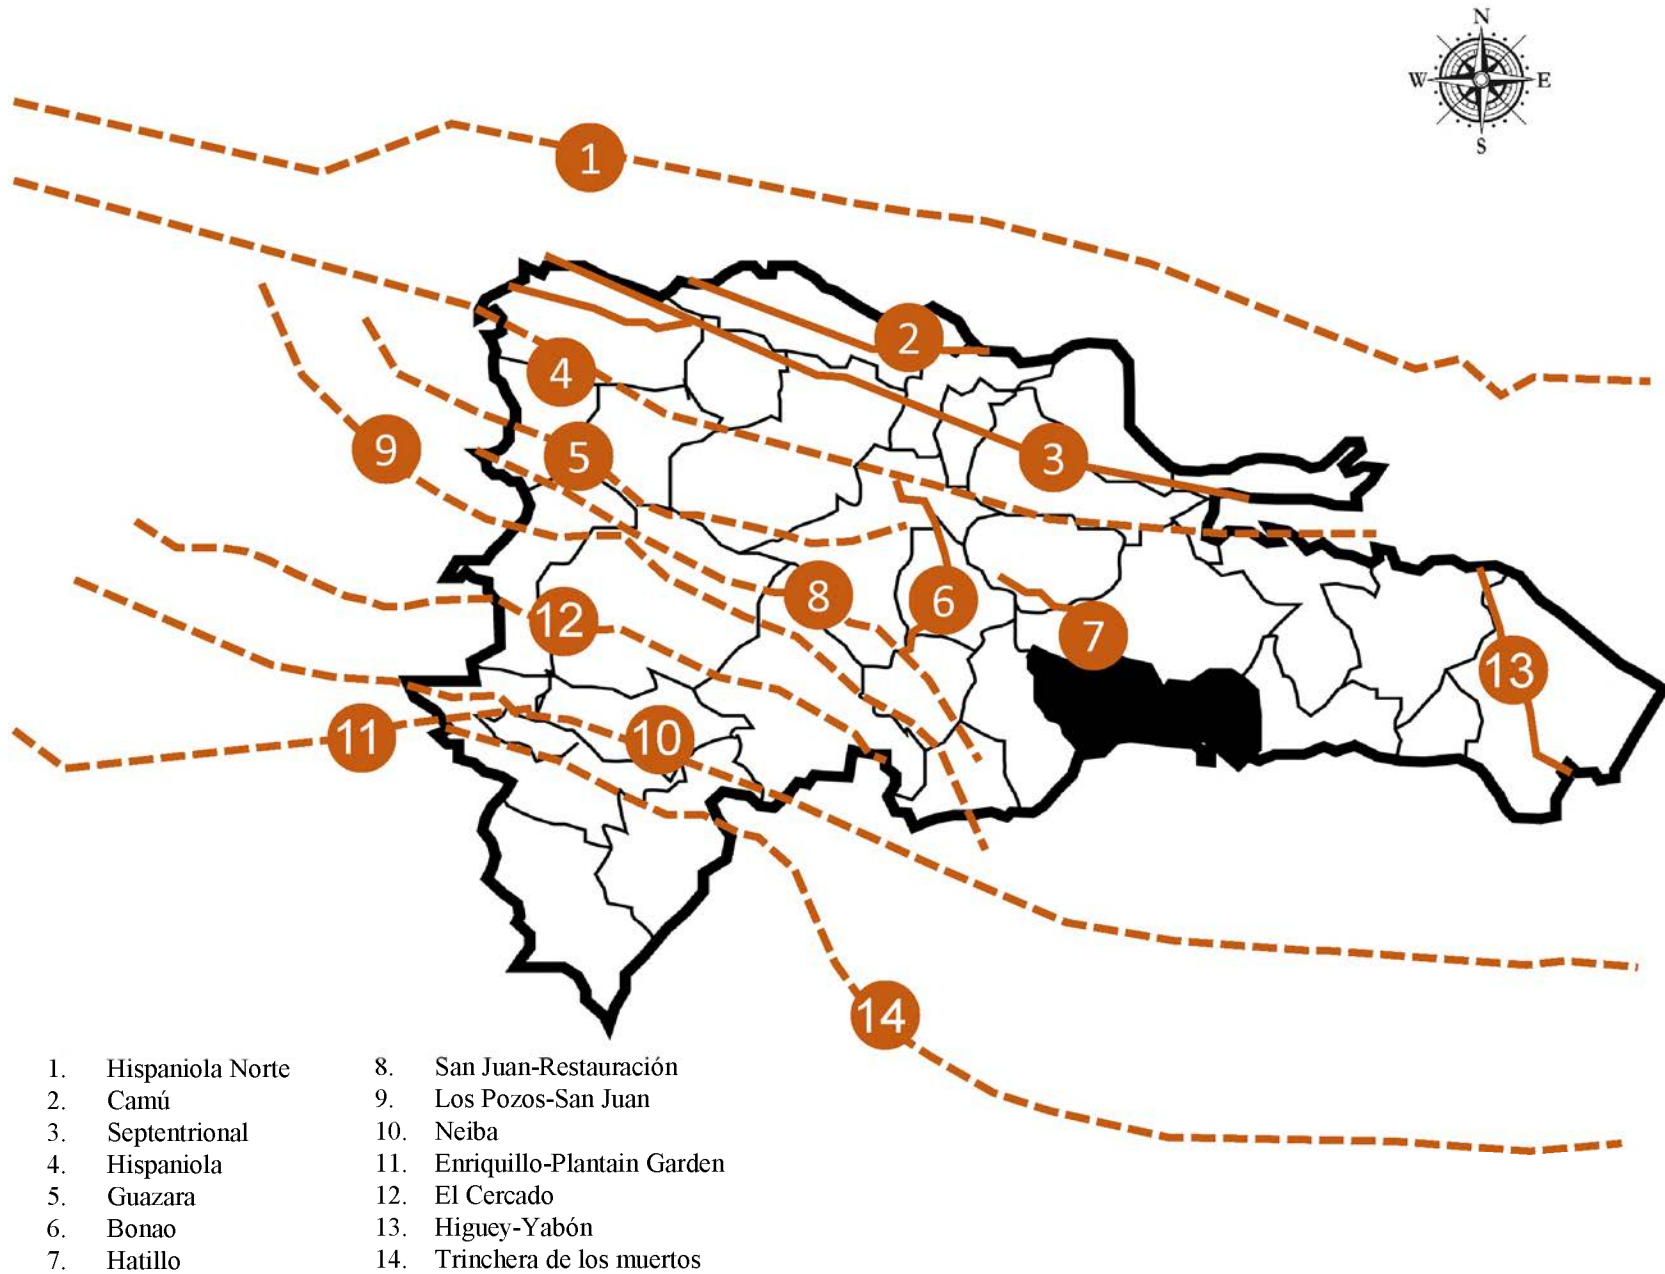 N
W E
S
1
2
3
4
5
9
8
6
12
7
13
11
10
14
1. Hispaniola Norte
2. Camú
3. Septentrional
4. Hispaniola
5. Guazara
6. Bonao
7. Hatillo
8. San Juan-Restauración
9. Los Pozos-San Juan
10. Neiba
11. Enriquillo-Plantain Garden
12. El Cercado
13. Higuey-Yabón
14. Trinchera de los muertos